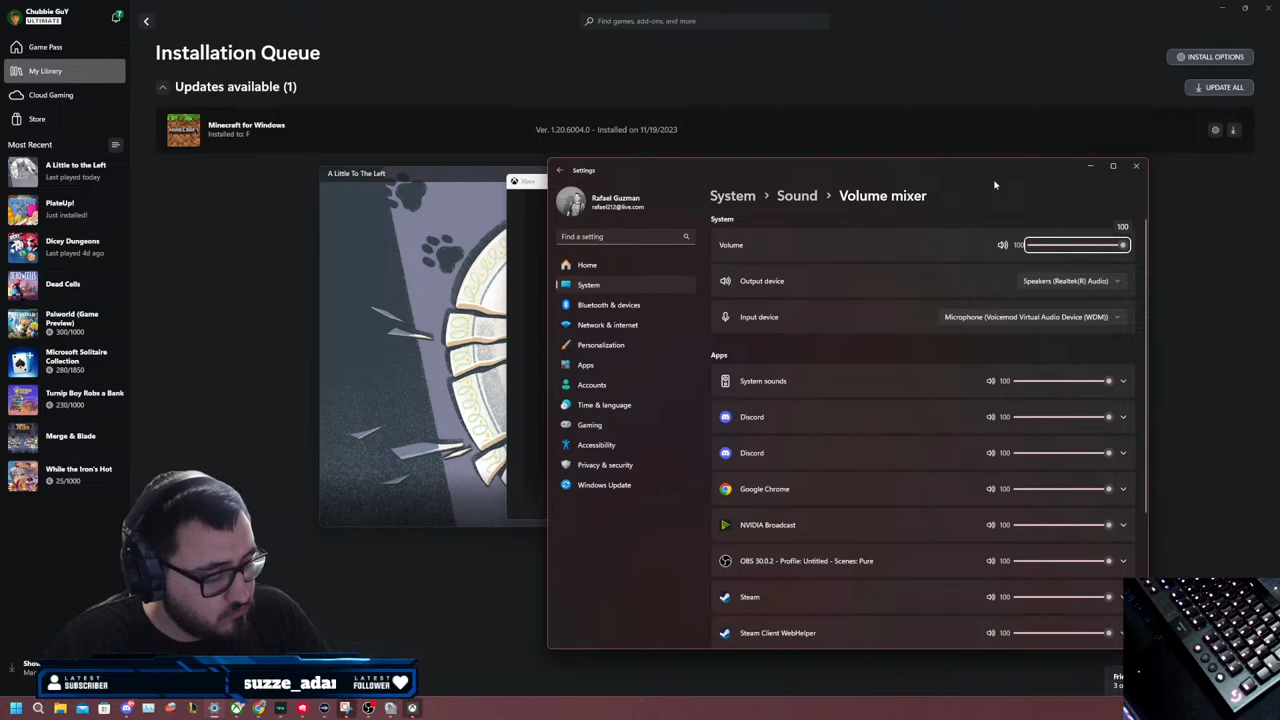 Chubbie GuY
ULTIMATE
7
Find games, add-ons, and more
Game Pass
My Library
Cloud Gaming
Store
Most Recent
A Little to the Left
Last played today
PlateUp!
Just installed!
Dicey Dungeons
Last played 4d ago
Dead Cells
Palworld (Game
Preview)
300/1000
Microsoft Solitaire
Collection
280/1850
Turnip Boy Robs a Bank
230/1000
Merge & Blade
While the Iron's Hot
25/1000
Installation Queue
INSTALL OPTIONS
Updates available (1)
UPDATE ALL
MINECRAFT
Minecraft for Windows
Installed to: F
Ver. 1.20.6004.0 - Installed on 11/19/2023
A Little To The Left
Xbox
Settings
Rafael Guzman
rafael212@live.com
Find a setting
Home
System
Bluetooth & devices
Network & internet
Personalization
Apps
Accounts
Time & language
Gaming
Accessibility
Privacy & security
Windows Update
System > Sound > Volume mixer
System
100
Volume 100
Output device Speakers (Realtek(R) Audio)
Input device Microphone (Voicemod Virtual Audio Device (WDM))
Apps
System sounds 100
Discord 100
Discord 100
Google Chrome 100
NVIDIA Broadcast 100
OBS 30.0.2 - Profile: Untitled - Scenes: Pure 100
Steam 100
Steam Client WebHelper 100
LATEST
SUBSCRIBER
suzze_adar
LATEST
FOLLOWER